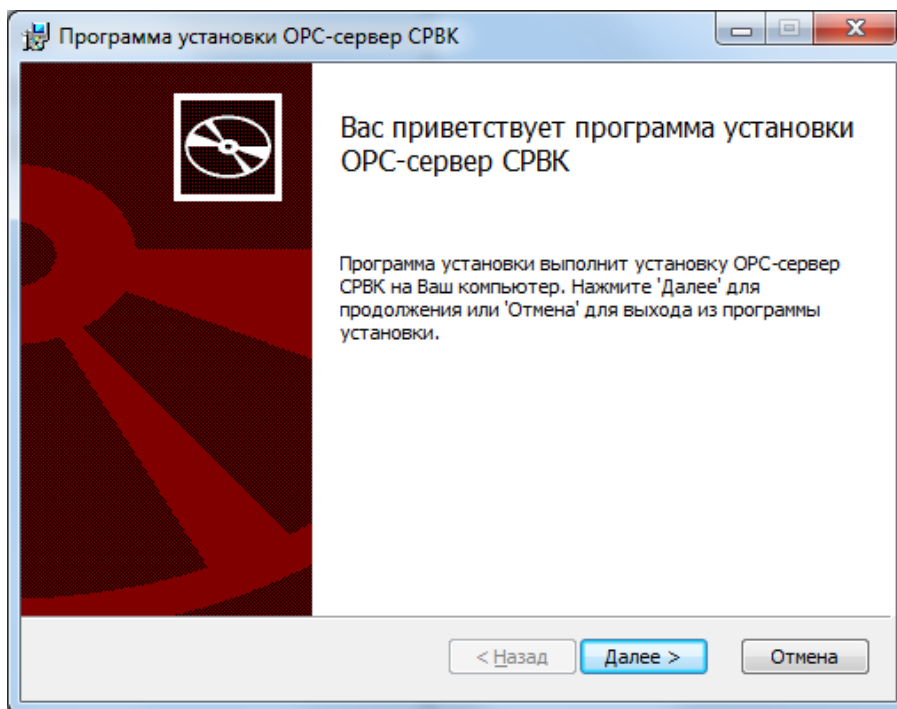 Программа установки OPC-сервер СРВК
Вас приветствует программа установки
OPC-сервер СРВК
Программа установки выполнит установку OPC-сервер
СРВК на Ваш компьютер. Нажмите 'Далее' для
продолжения или 'Отмена' для выхода из программы
установки.
< Назад
Далее >
Отмена